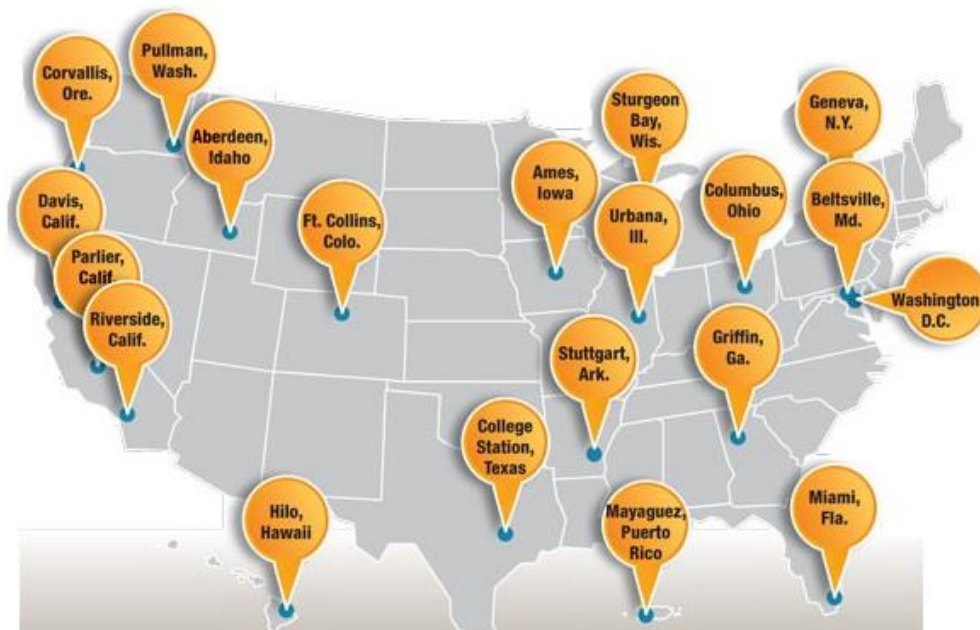 Corvallis,
Ore.
Pullman,
Wash.
Aberdeen,
Idaho
Davis,
Calif.
Parlier,
Calif.
Riverside,
Calif.
Ft. Collins,
Colo.
Ames,
Iowa
Sturgeon
Bay,
Wis.
Urbana,
Ill.
Columbus,
Ohio
Geneva,
N.Y.
Beltsville,
Md.
Washington
D.C.
Stuttgart,
Ark.
Griffin,
Ga.
College
Station,
Texas
Hilo,
Hawaii
Mayaguez,
Puerto
Rico
Miami,
Fla.